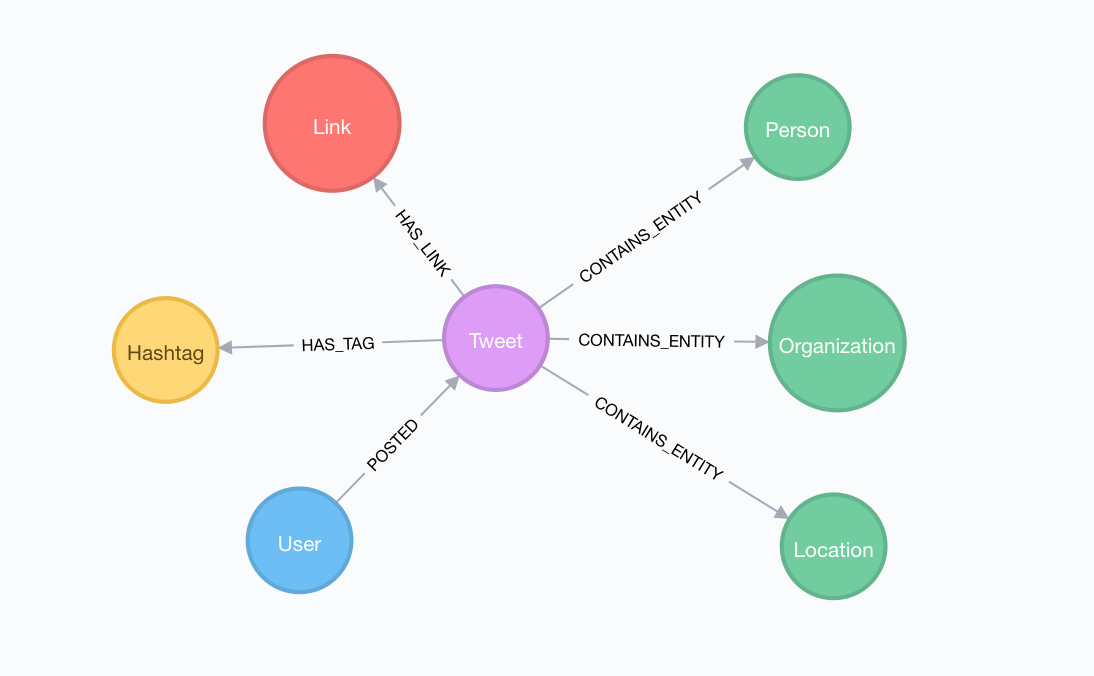 Link
Person
HAS_LINK
CONTAINS_ENTITY
Hashtag
HAS_TAG
Tweet
CONTAINS_ENTITY
Organization
POSTED
CONTAINS_ENTITY
User
Location